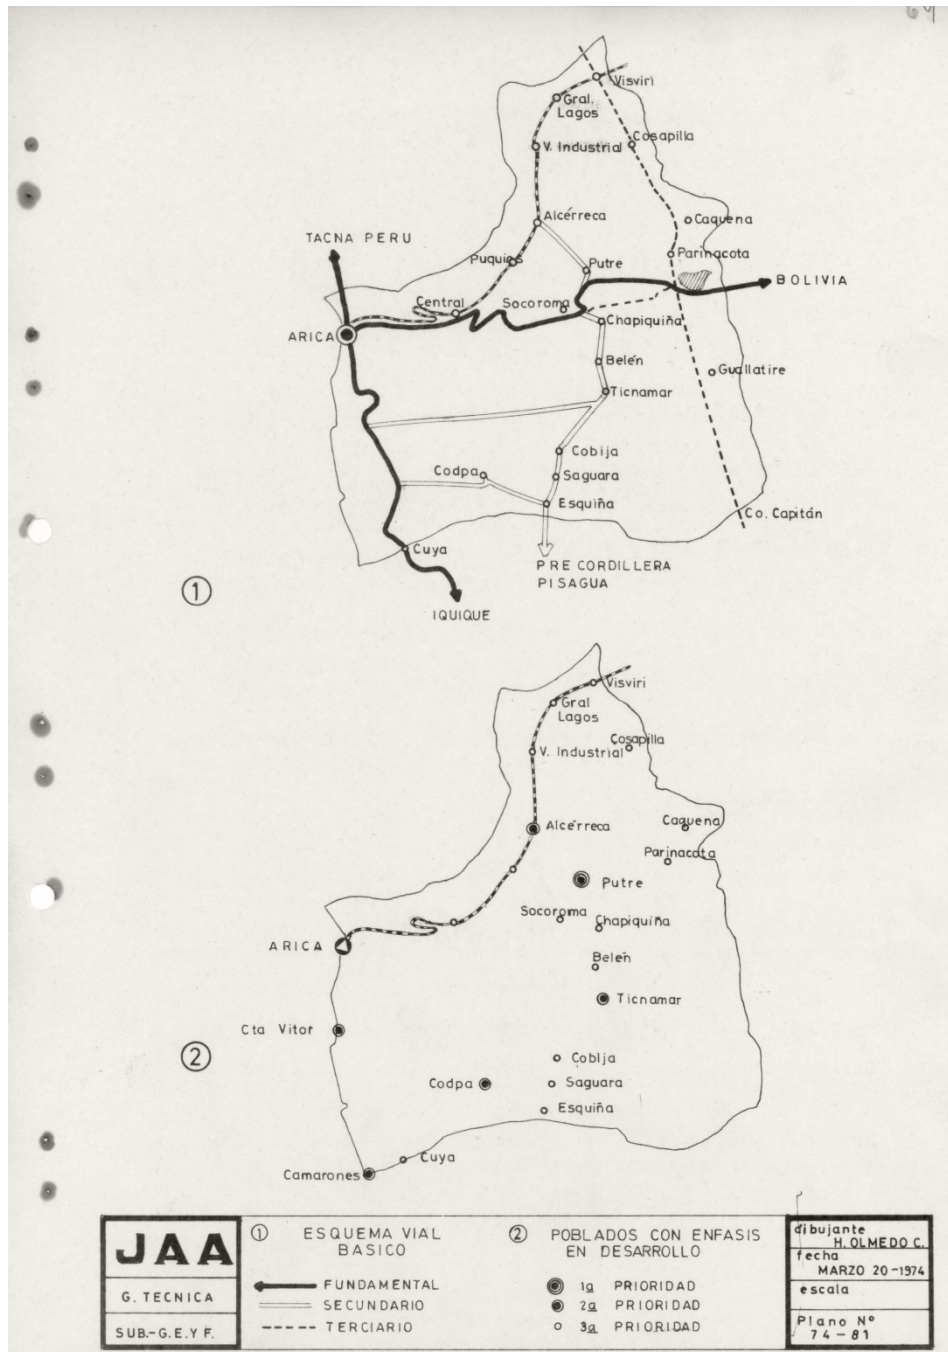 64
Visviri
Gral.
Lagos
V. Industrial
Cosapilla
Alcérreca
Caquena
TACNA PERU
Parinacota
Puquios
Putre
BOLIVIA
Central
Socoroma
Chapiquiña
ARICA
Belén
Guallatire
Ticnamar
Cobija
Codpa
Saguara
Esquiña
Co. Capitán
Cuya
PRE CORDILLERA
PISAGUA
①
IQUIQUE
Visviri
Gral
Lagos
Cosapilla
V. Industrial
Alcérreca
Caquena
Parinacota
Putre
Socoroma
Chapiquiña
ARICA
Belén
Ticnamar
Cta Vitor
②
Cobija
Codpa
Saguara
Esquiña
Cuya
Camarones
JAA
G. TECNICA
SUB.-G.E.Y F.
① ESQUEMA VIAL
BASICO
FUNDAMENTAL
SECUNDARIO
TERCIARIO
② POBLADOS CON ENFASIS
EN DESARROLLO
1a PRIORIDAD
2a PRIORIDAD
3a PRIORIDAD
dibujante
H. OLMEDO C.
fecha
MARZO 20-1974
escala
Plano Nº
74-81